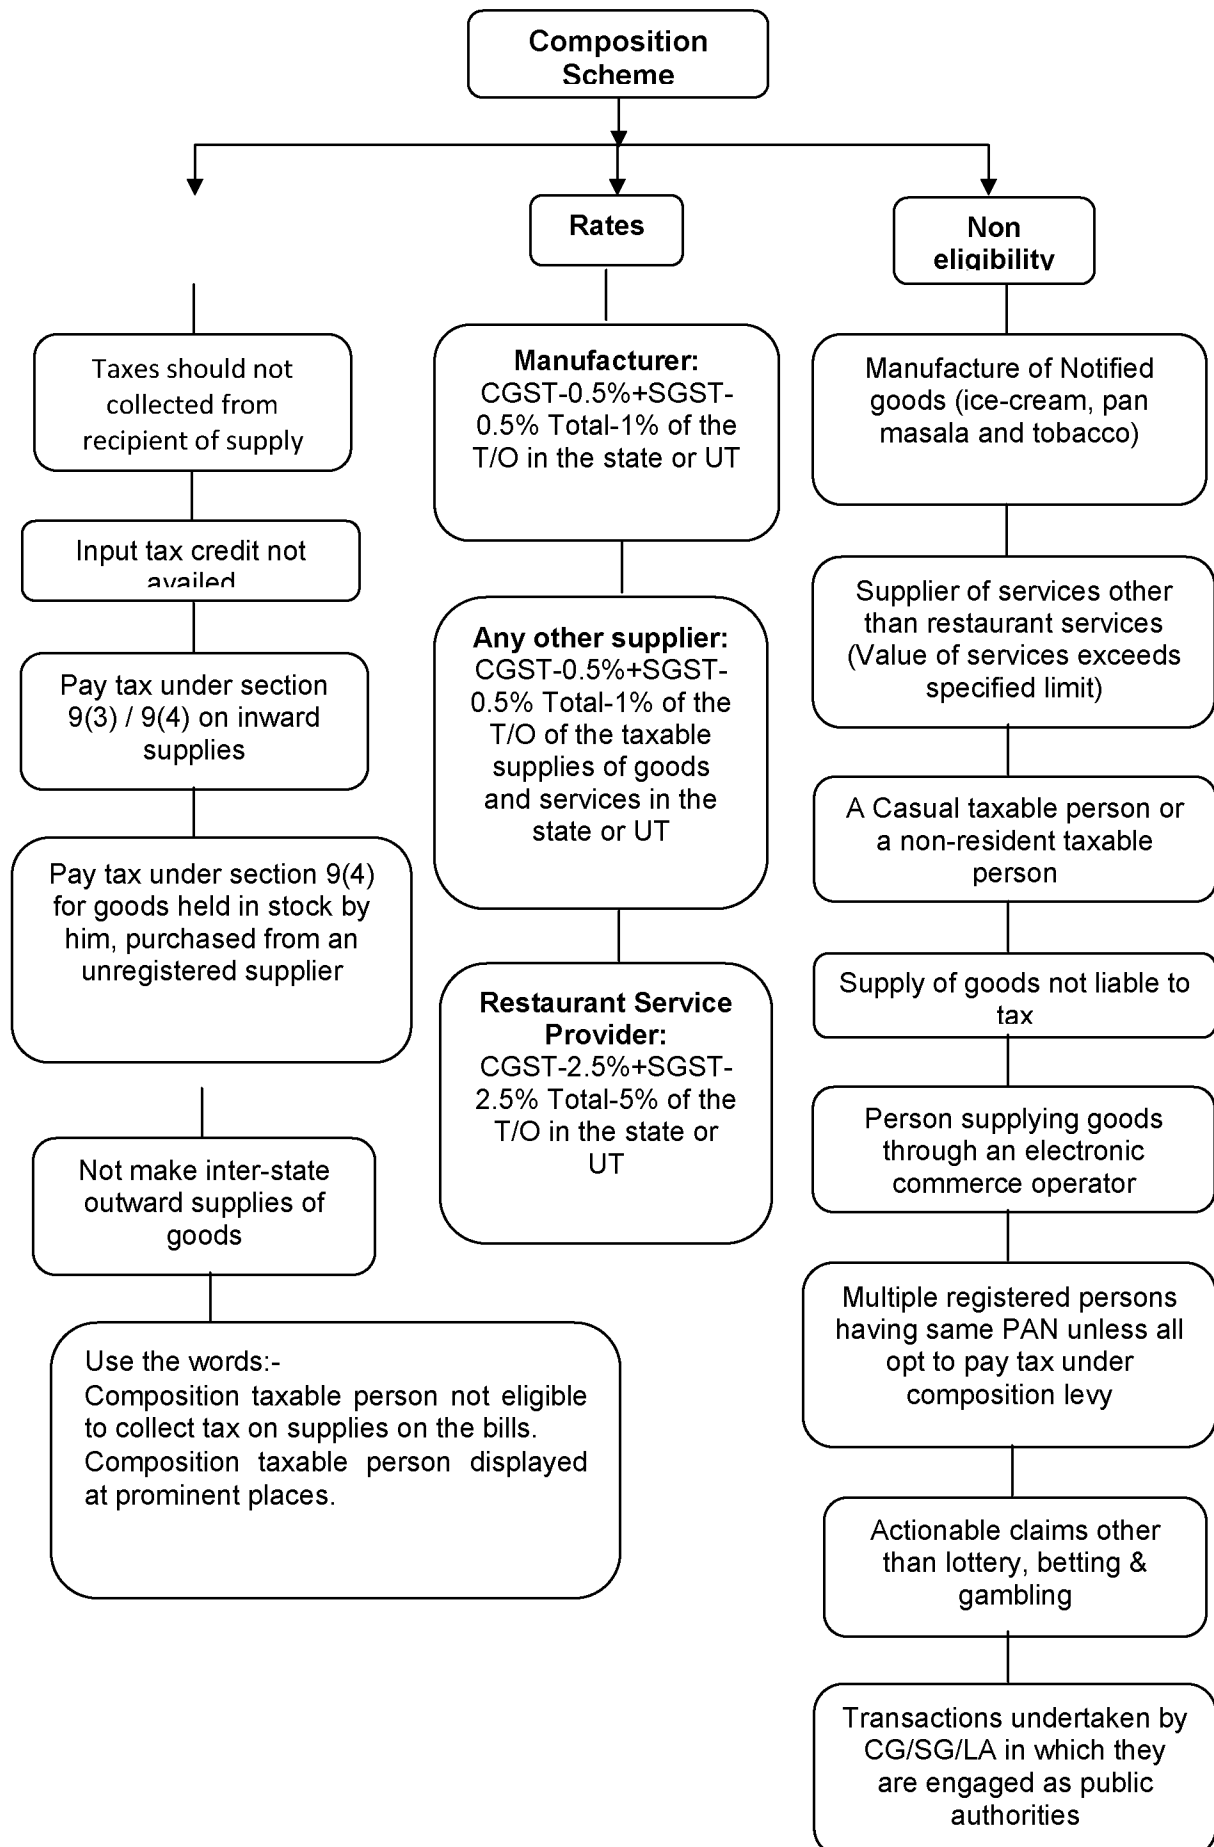 Composition
Scheme
Rates
Non
eligibility
Taxes should not
collected from
recipient of supply
Input tax credit not
availed
Pay tax under section
9(3) / 9(4) on inward
supplies
Pay tax under section 9(4)
for goods held in stock by
him, purchased from an
unregistered supplier
Not make inter-state
outward supplies of
goods
Use the words:-
Composition taxable person not eligible
to collect tax on supplies on the bills.
Composition taxable person displayed
at prominent places.
Manufacturer:
CGST-0.5%+SGST-
0.5% Total-1% of the
T/O in the state or UT
Any other supplier:
CGST-0.5%+SGST-
0.5% Total-1% of the
T/O of the taxable
supplies of goods
and services in the
state or UT
Restaurant Service
Provider:
CGST-2.5%+SGST-
2.5% Total-5% of the
T/O in the state or
UT
Manufacture of Notified
goods (ice-cream, pan
masala and tobacco)
Supplier of services other
than restaurant services
(Value of services exceeds
specified limit)
A Casual taxable person or
a non-resident taxable
person
Supply of goods not liable to
tax
Person supplying goods
through an electronic
commerce operator
Multiple registered persons
having same PAN unless all
opt to pay tax under
composition levy
Actionable claims other
than lottery, betting &
gambling
Transactions undertaken by
CG/SG/LA in which they
are engaged as public
authorities